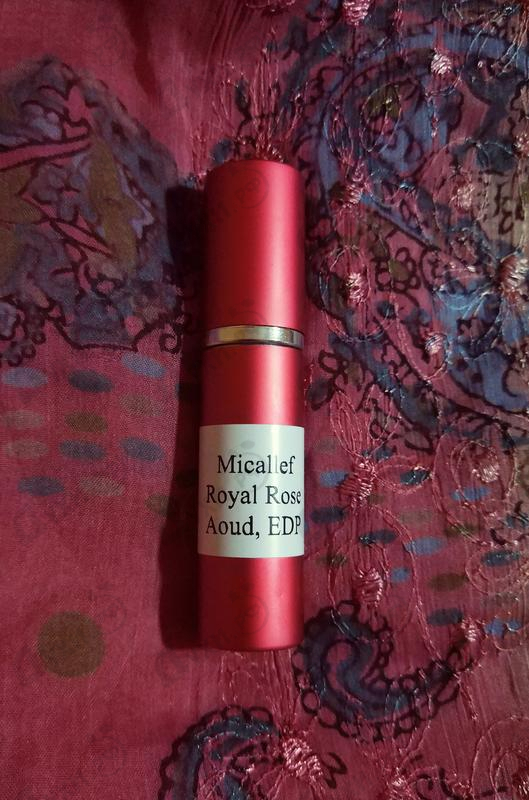 Micallef
Royal Rose
Aoud, EDP